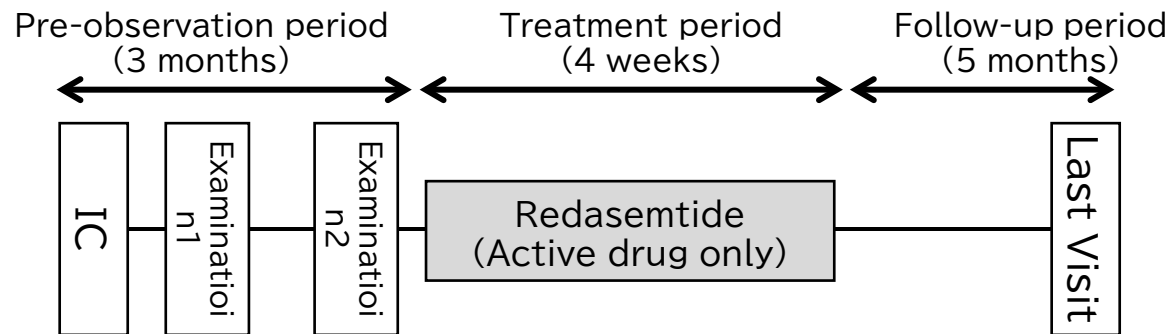 Pre-observation period
(3 months)
Treatment period
(4 weeks)
Follow-up period
(5 months)
IC
Examinatioi
n1
Examinatioi
n2
Redasemtide
(Active drug only)
Last Visit